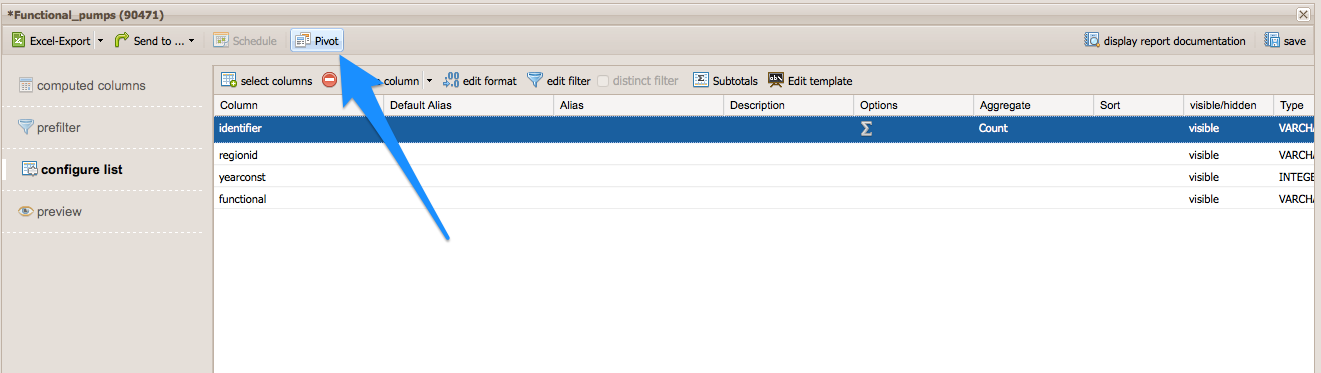 *Functional_pumps (90471)
Excel-Export Send to ... Schedule Pivot display report documentation save
computed columns
prefilter
configure list
preview
select columns column edit format edit filter distinct filter Subtotals Edit template
Column Default Alias Alias Description Options Aggregate Sort visible/hidden Type
identifier Σ Count visible VARCHA
regionid visible VARCHA
yearconst visible INTEGE
functional visible VARCHA